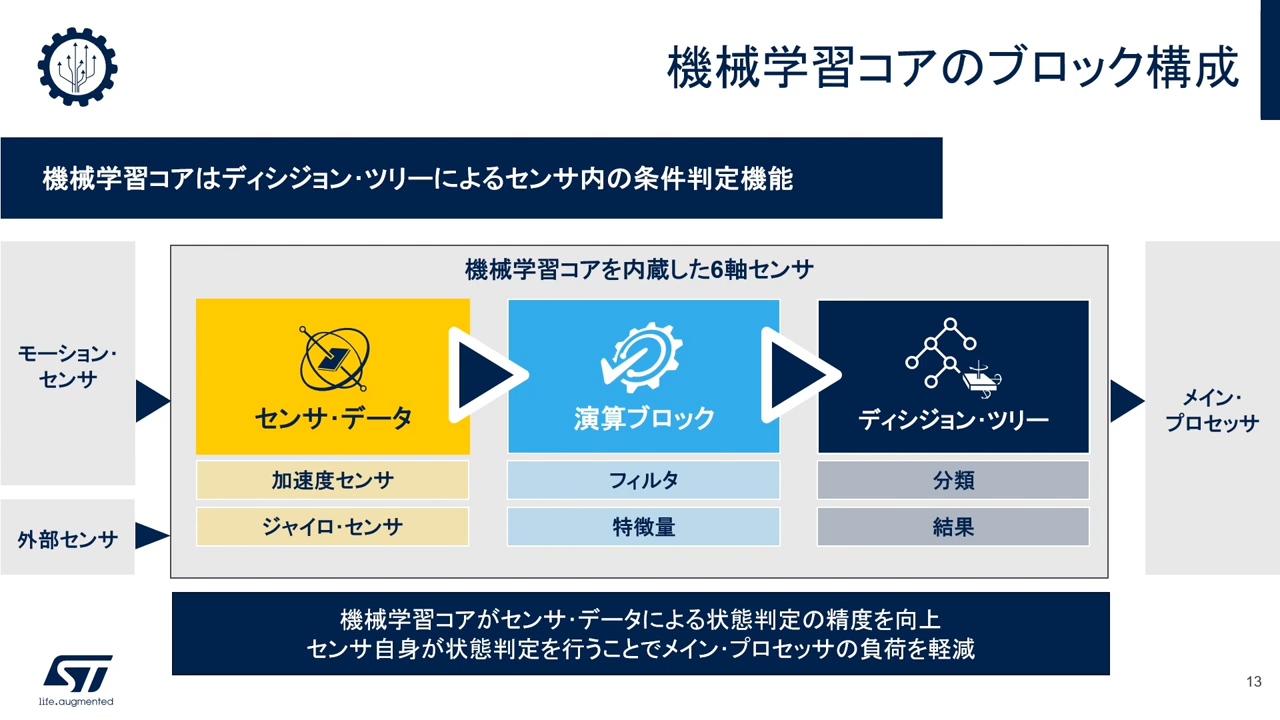 機械学習コアのブロック構成
機械学習コアはディシジョン･ツリーによるセンサ内の条件判定機能
モーション･
センサ
外部センサ
機械学習コアを内蔵した6軸センサ
センサ･データ
加速度センサ
ジャイロ･センサ
演算ブロック
フィルタ
特徴量
ディシジョン･ツリー
分類
結果
メイン･
プロセッサ
機械学習コアがセンサ･データによる状態判定の精度を向上
センサ自身が状態判定を行うことでメイン･プロセッサの負荷を軽減
ST
life.augmented
13